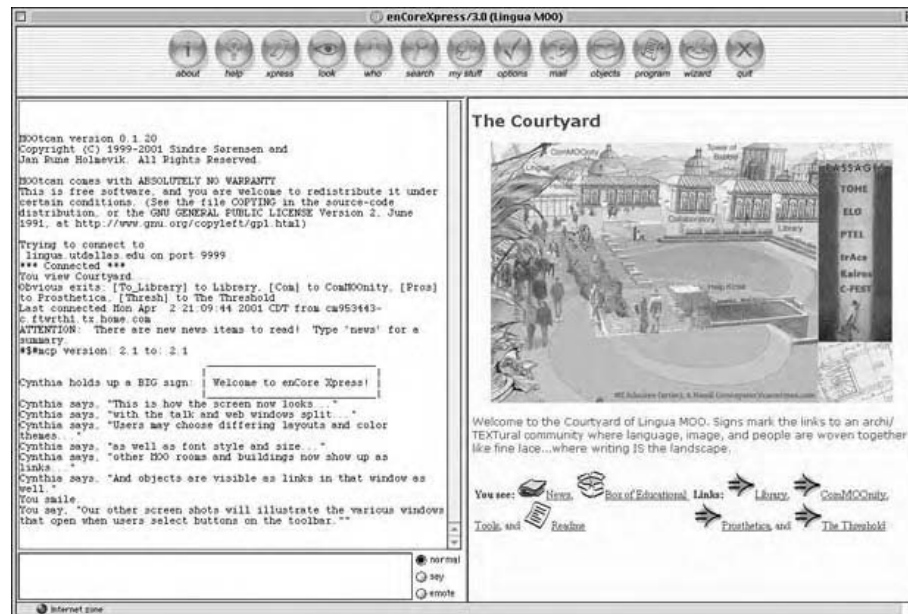 enCoreXpress/3.0 (Lingua MOO)
about help xpress look who search my stuff options mail objects program wizard quit
MOOtcan version 0.1.20
Copyright (C) 1999-2001 Sindre Sørensen and
Jan Rune Holmevik. All Rights Reserved.
MOOtcan comes with ABSOLUTELY NO WARRANTY
This is free software, and you are welcome to redistribute it under
certain conditions. (See the file COPYING in the source-code
distribution, or the GNU GENERAL PUBLIC LICENSE Version 2, June
1991, at http://www.gnu.org/copyleft/gpl.html)
Trying to connect to
lingua.utdallas.edu on port 9999
*** Connected ***
You view Courtyard.
Obvious exits: [To_Library] to Library, [Com] to ComMOOnity, [Pros]
to Prosthetica, [Thresh] to The Threshold
Last connected Mon Apr 2 21:09:44 2001 CDT from cm953443-
c.ftwrth1.tx.home.com
ATTENTION: There are new news items to read! Type 'news' for a
summary.
*$*mcp version: 2.1 to: 2.1
Cynthia holds up a BIG sign: Welcome to enCore Xpress!
Cynthia says, "This is how the screen now looks..."
Cynthia says, "with the talk and web windows split..."
Cynthia says, "Users may choose differing layouts and color
themes..."
Cynthia says, "as well as font style and size..."
Cynthia says, "other MOO rooms and buildings now show up as
links..."
Cynthia says, "And objects are visible as links in that window as
well."
You smile.
You say, "Our other screen shots will illustrate the various windows
that open when users select buttons on the toolbar.""
normal
say
emote
Internet zone
The Courtyard
ComMOOnity
Tower of
Lingua
Collaboratory
Library
Help Kiosk
PASSAGES
TOHE
ELO
PTEL
trAce
Kairos
C-FEST
Welcome to the Courtyard of Lingua MOO. Signs mark the links to an archi/
TEXTural community where language, image, and people are woven together
like fine lace...where writing IS the landscape.
You see: News, Box of Educational Links: Library, ComMOOnity,
Tools, and Readme Prosthetica, and The Threshold